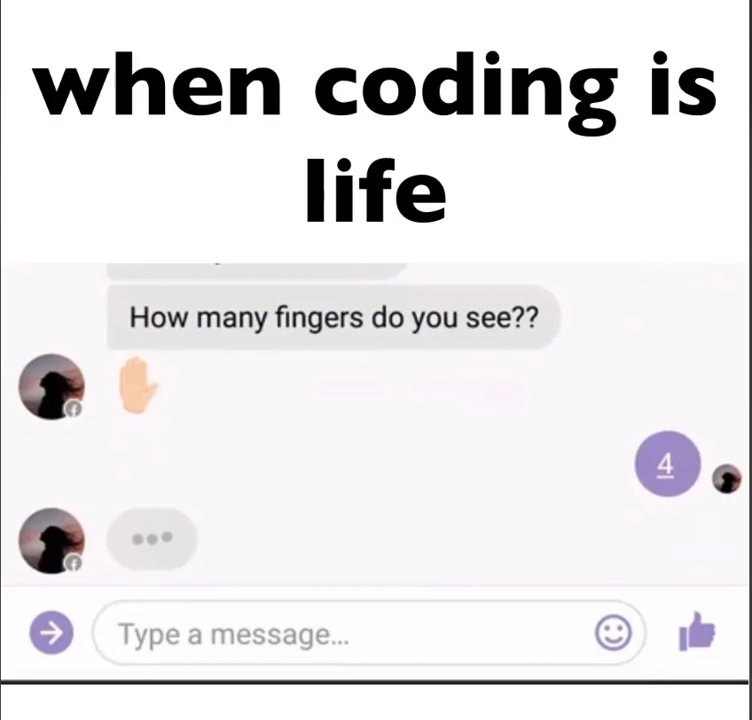 when coding is
life
How many fingers do you see??
4
Type a message...